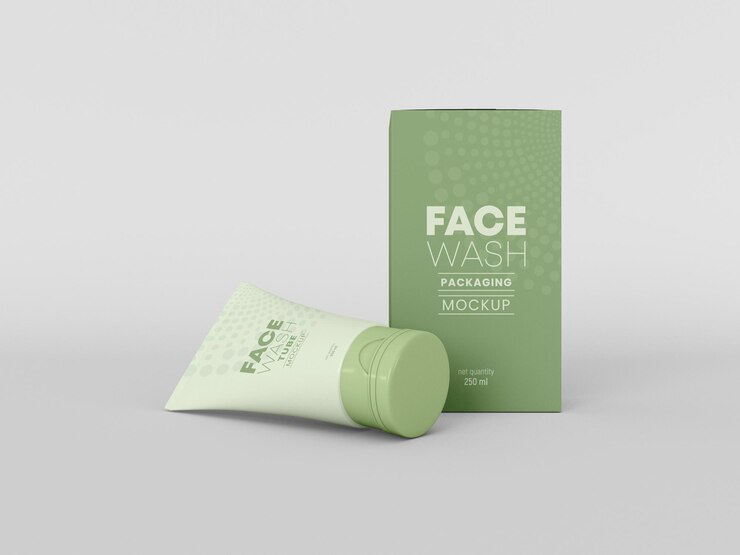 FACE
WASH
PACKAGING
MOCKUP
net quantity
250 ml
FACE
WASH
TUBE
MOCKUP